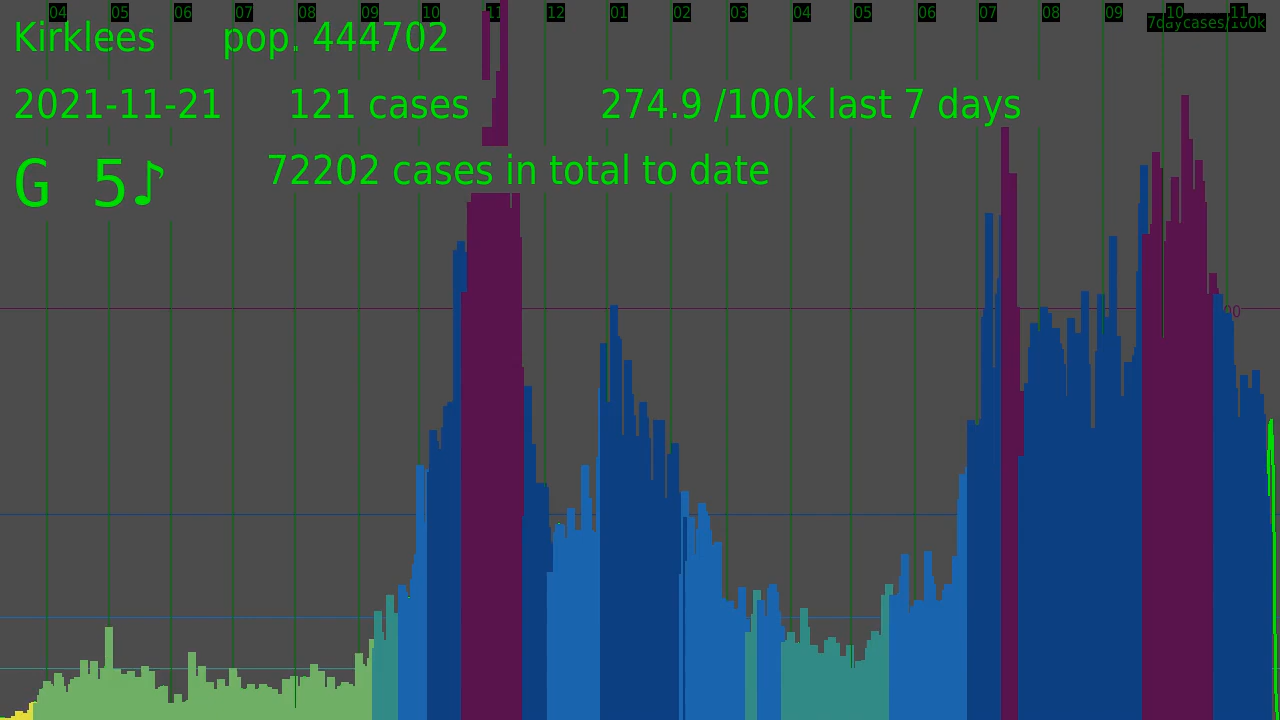 04 05 06 07 08 09 10 11 12 01 02 03 04 05 06 07 08 09 10 11
7daycases/100k
Kirklees pop. 444702
2021-11-21 121 cases 274.9 /100k last 7 days
G 5♪ 72202 cases in total to date